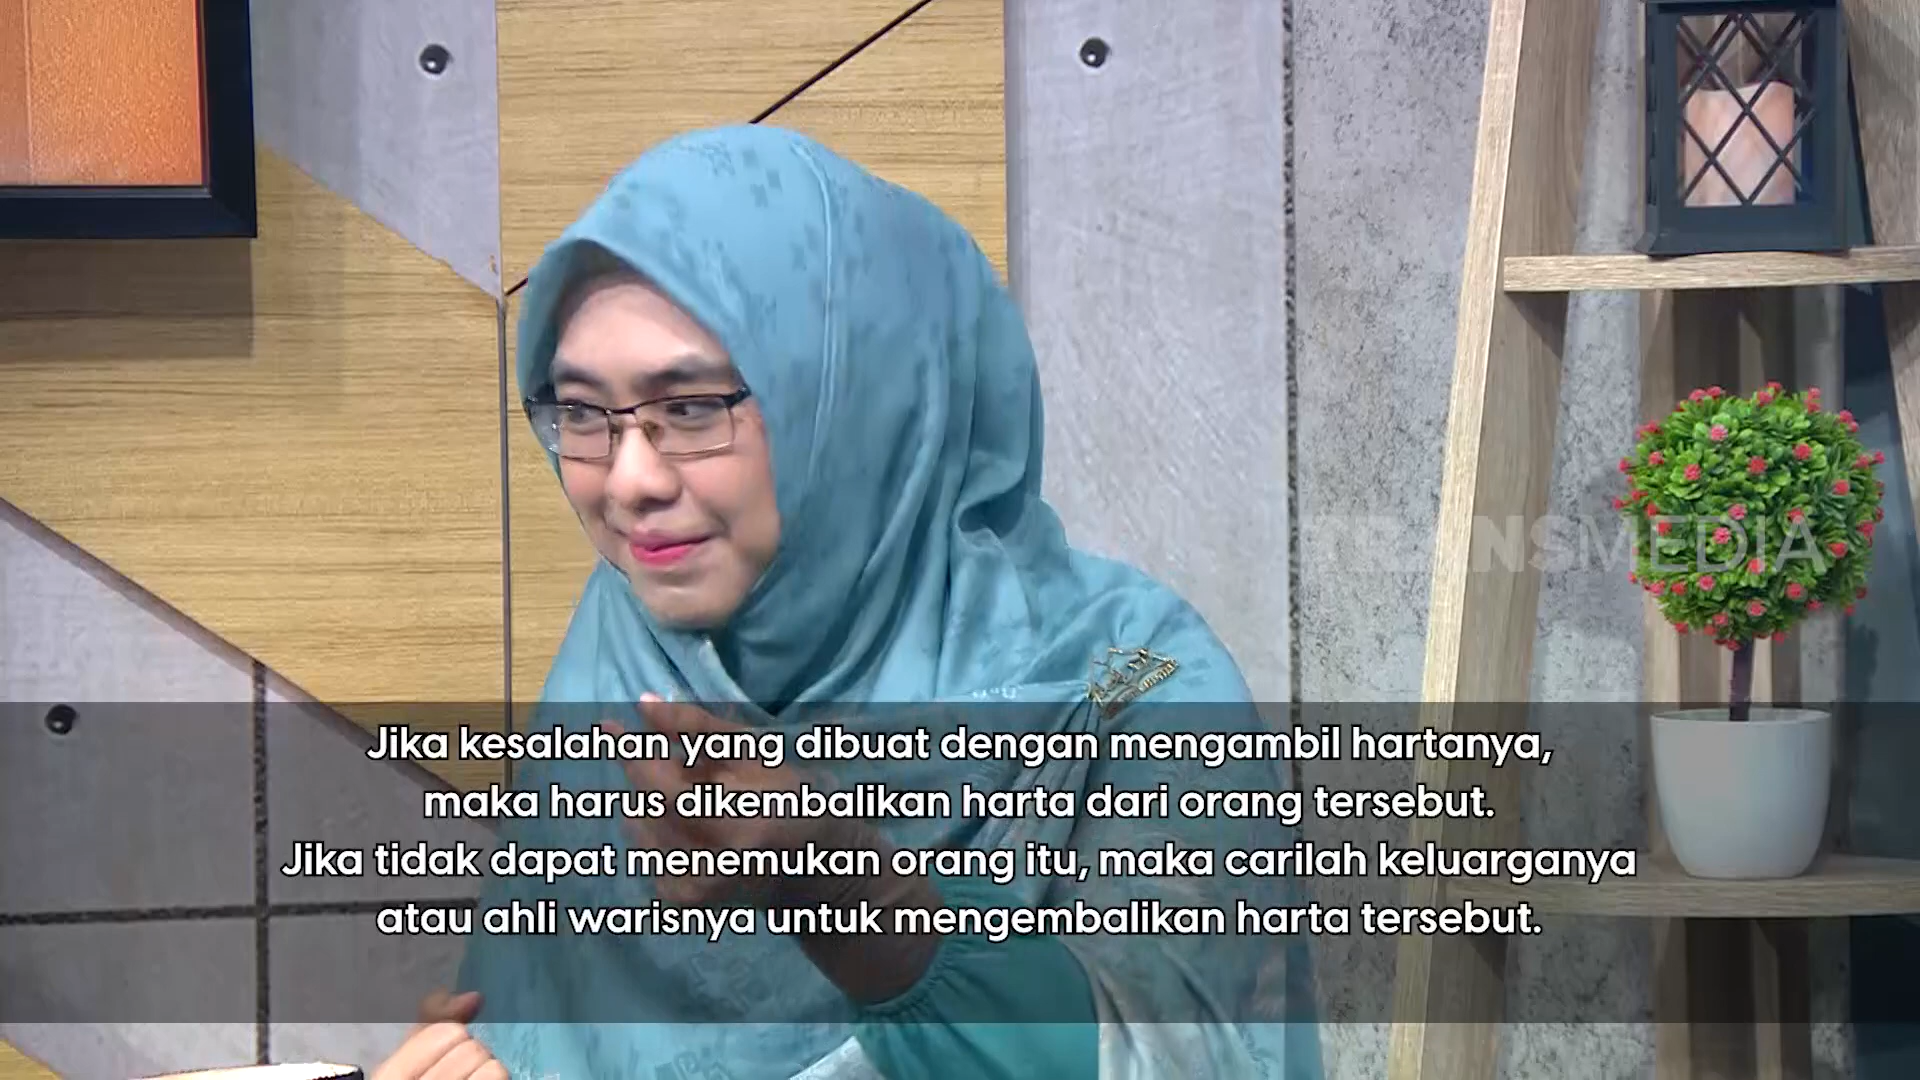 TRANSMEDIA
Jika kesalahan yang dibuat dengan mengambil hartanya,
maka harus dikembalikan harta dari orang tersebut.
Jika tidak dapat menemukan orang itu, maka carilah keluarganya
atau ahli warisnya untuk mengembalikan harta tersebut.